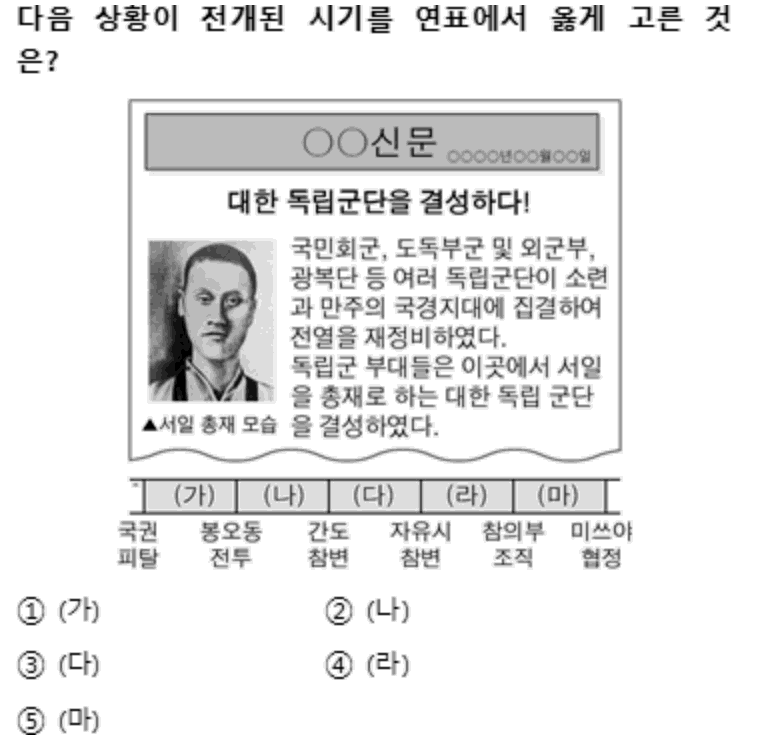 다음 상황이 전개된 시기를 연표에서 옳게 고른 것
은?
○○신문 ○○○○년○○월○○일
대한 독립군단을 결성하다!
국민회군, 도독부군 및 외군부,
광복단 등 여러 독립군단이 소련
과 만주의 국경지대에 집결하여
전열을 재정비하였다.
독립군 부대들은 이곳에서 서일
을 총재로 하는 대한 독립 군단
을 결성하였다.
▲서일 총재 모습
(가) (나) (다) (라) (마)
국권 봉오동 간도 자유시 참의부 미쓰야
피탈 전투 참변 참변 조직 협정
① (가) ② (나)
③ (다) ④ (라)
⑤ (마)